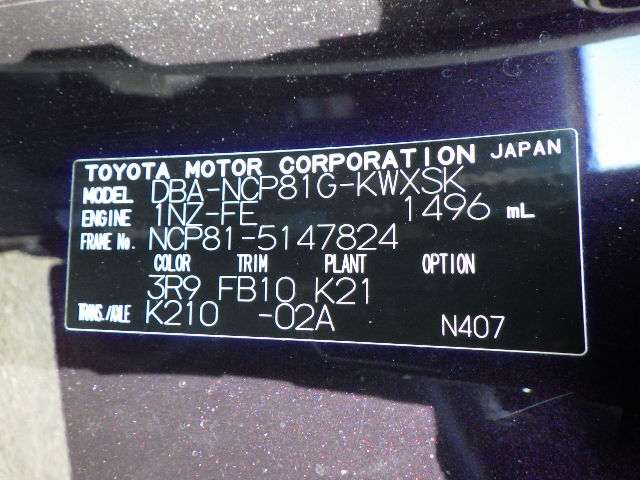 TOYOTA MOTOR CORPORATION JAPAN
MODEL DBA-NCP81G-KWXSK
ENGINE 1NZ-FE 1496 mL
FRAME No. NCP81-5147824
COLOR TRIM PLANT OPTION
3R9 FB10 K21
TRANS./AXLE K210 -02A N407